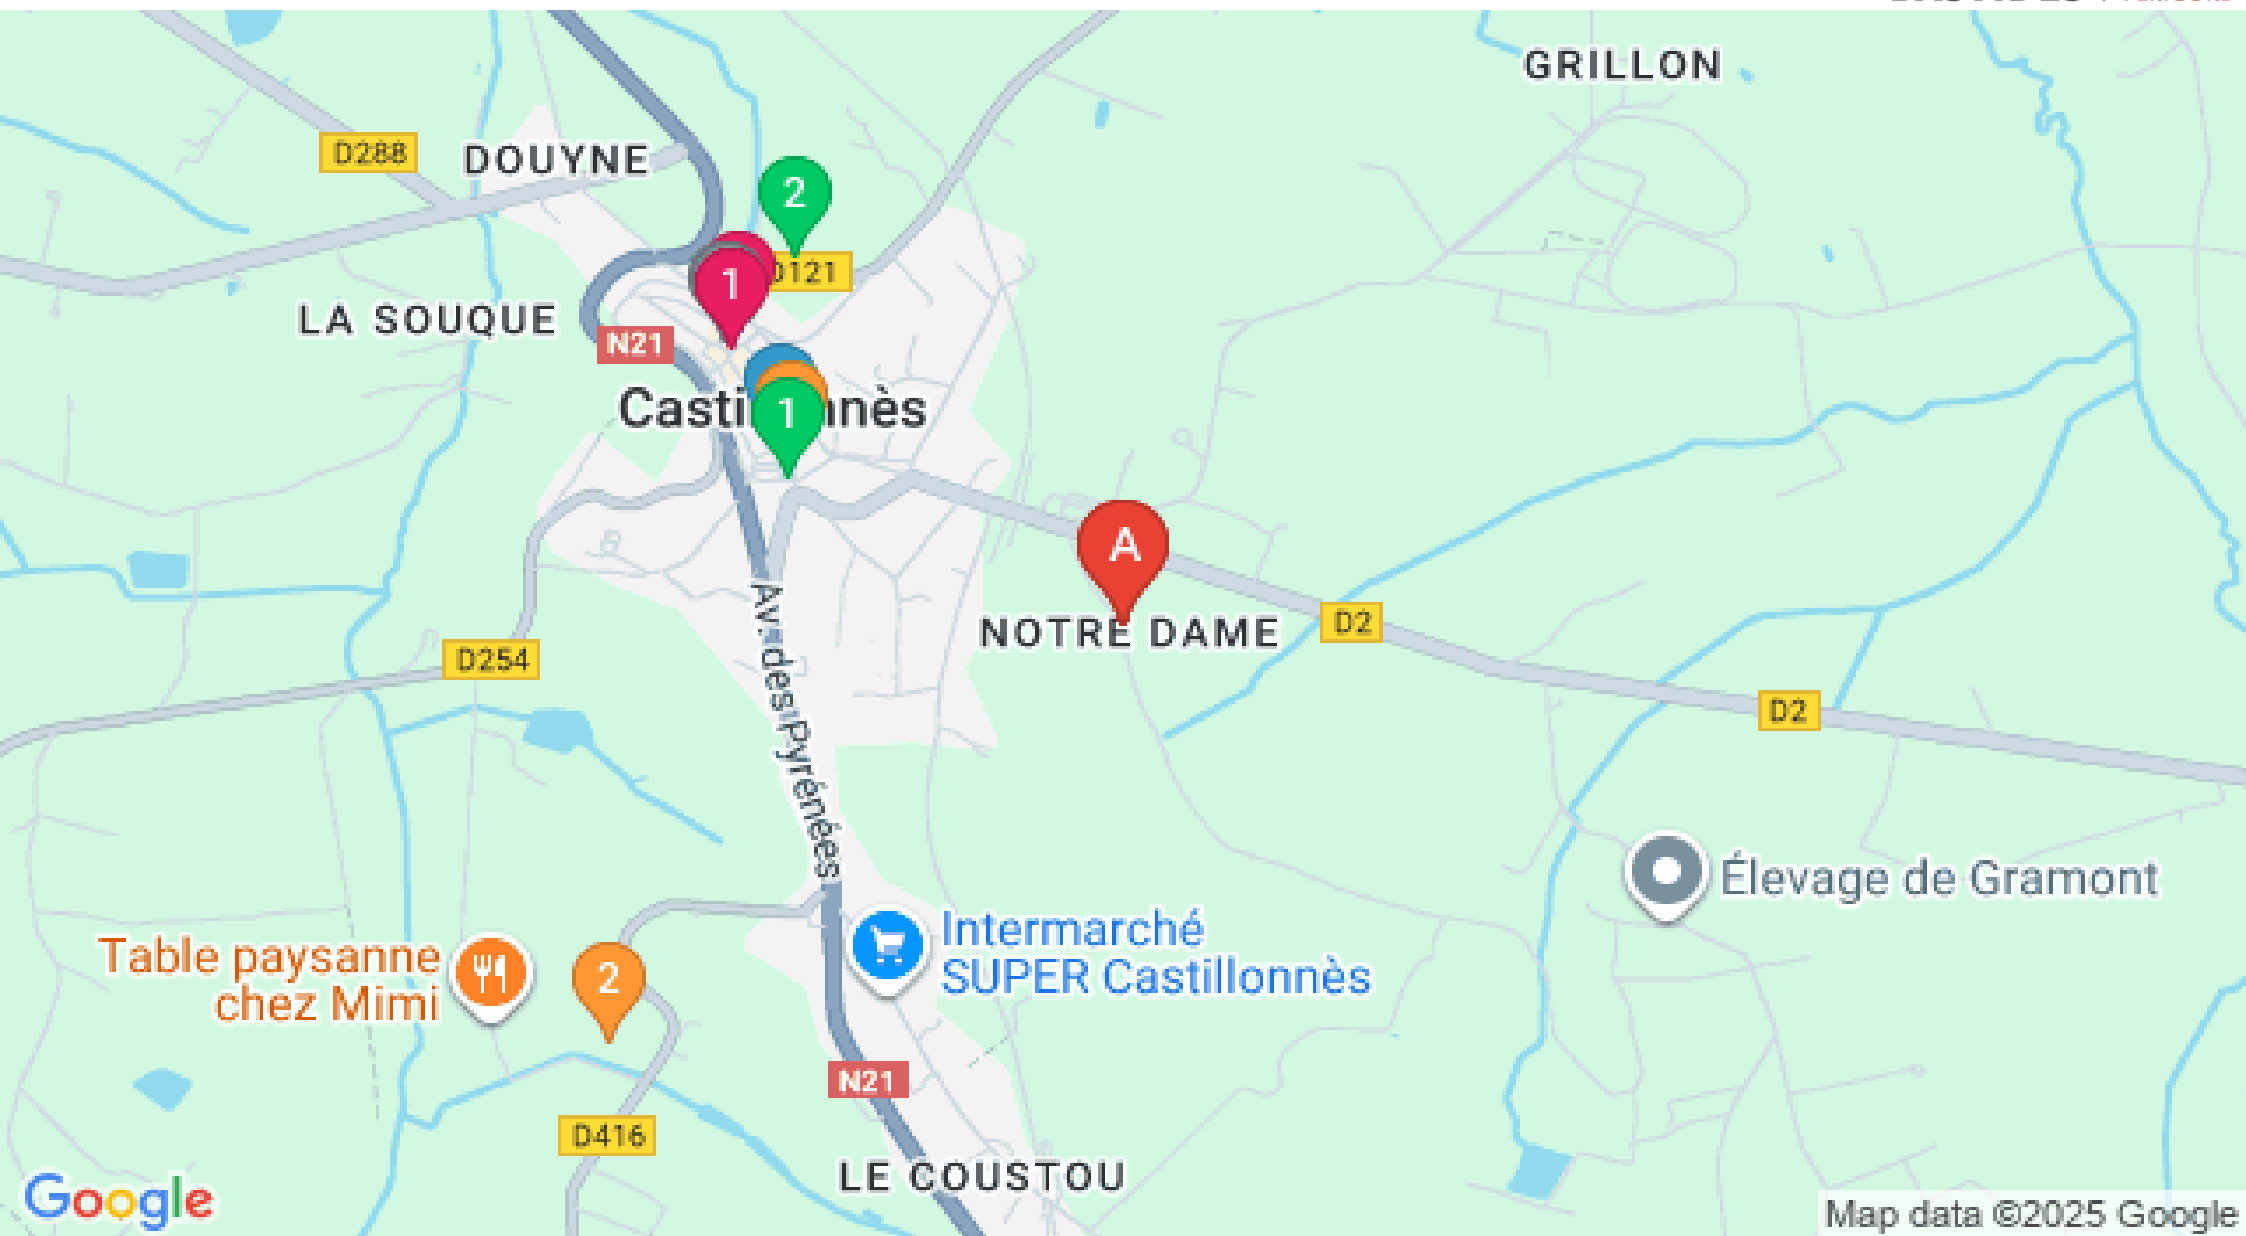 GRILLON
D288
DOUYNE
2
D121
1
LA SOUQUE
N21
Casti
nnès
1
A
NOTRE DAME
D2
D254
D2
Av. des Pyrénées
Élevage de Gramont
Intermarché
SUPER Castillonnès
Table paysanne
chez Mimi
2
N21
D416
LE COUSTOU
Google
Map data ©2025 Google